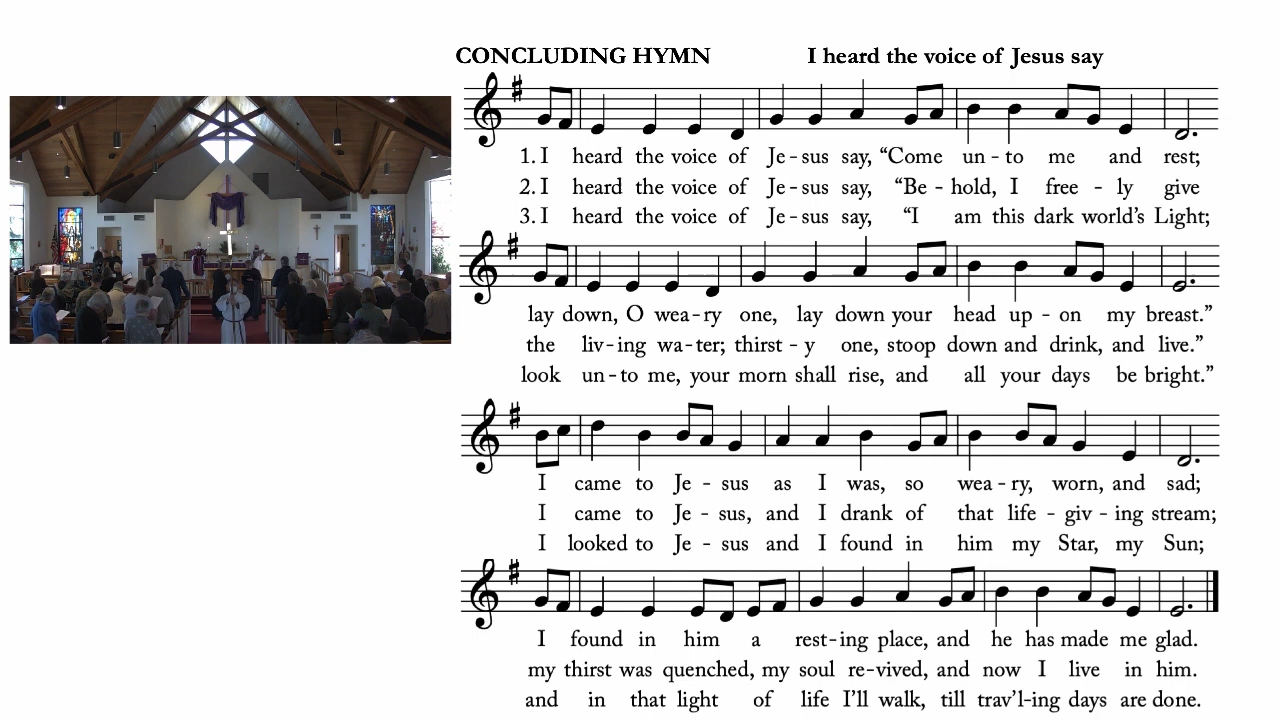 CONCLUDING HYMN I heard the voice of Jesus say
1. I heard the voice of Je - sus say, “Come un - to me and rest;
2. I heard the voice of Je - sus say, “Be - hold, I free - ly give
3. I heard the voice of Je - sus say, “I am this dark world’s Light;
lay down, O wea - ry one, lay down your head up - on my breast.”
the liv - ing wa - ter; thirst - y one, stoop down and drink, and live.”
look un - to me, your morn shall rise, and all your days be bright.”
I came to Je - sus as I was, so wea - ry, worn, and sad;
I came to Je - sus, and I drank of that life - giv - ing stream;
I looked to Je - sus and I found in him my Star, my Sun;
I found in him a rest - ing place, and he has made me glad.
my thirst was quenched, my soul re - vived, and now I live in him.
and in that light of life I’ll walk, till trav’l - ing days are done.